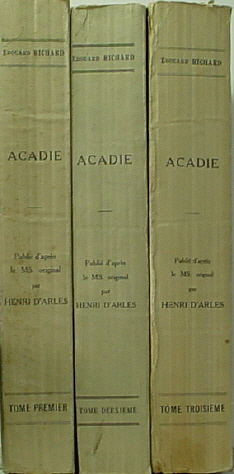 EDOUARD RICHARD
ACADIE
Publié d'après
le MS. original
par
HENRI D'ARLES
TOME PREMIER
EDOUARD RICHARD
ACADIE
Publié d'après
le MS. original
par
HENRI D'ARLES
TOME DEUXIEME
EDOUARD RICHARD
ACADIE
Publié d'après
le MS. original
par
HENRI D'ARLES
TOME TROISIEME